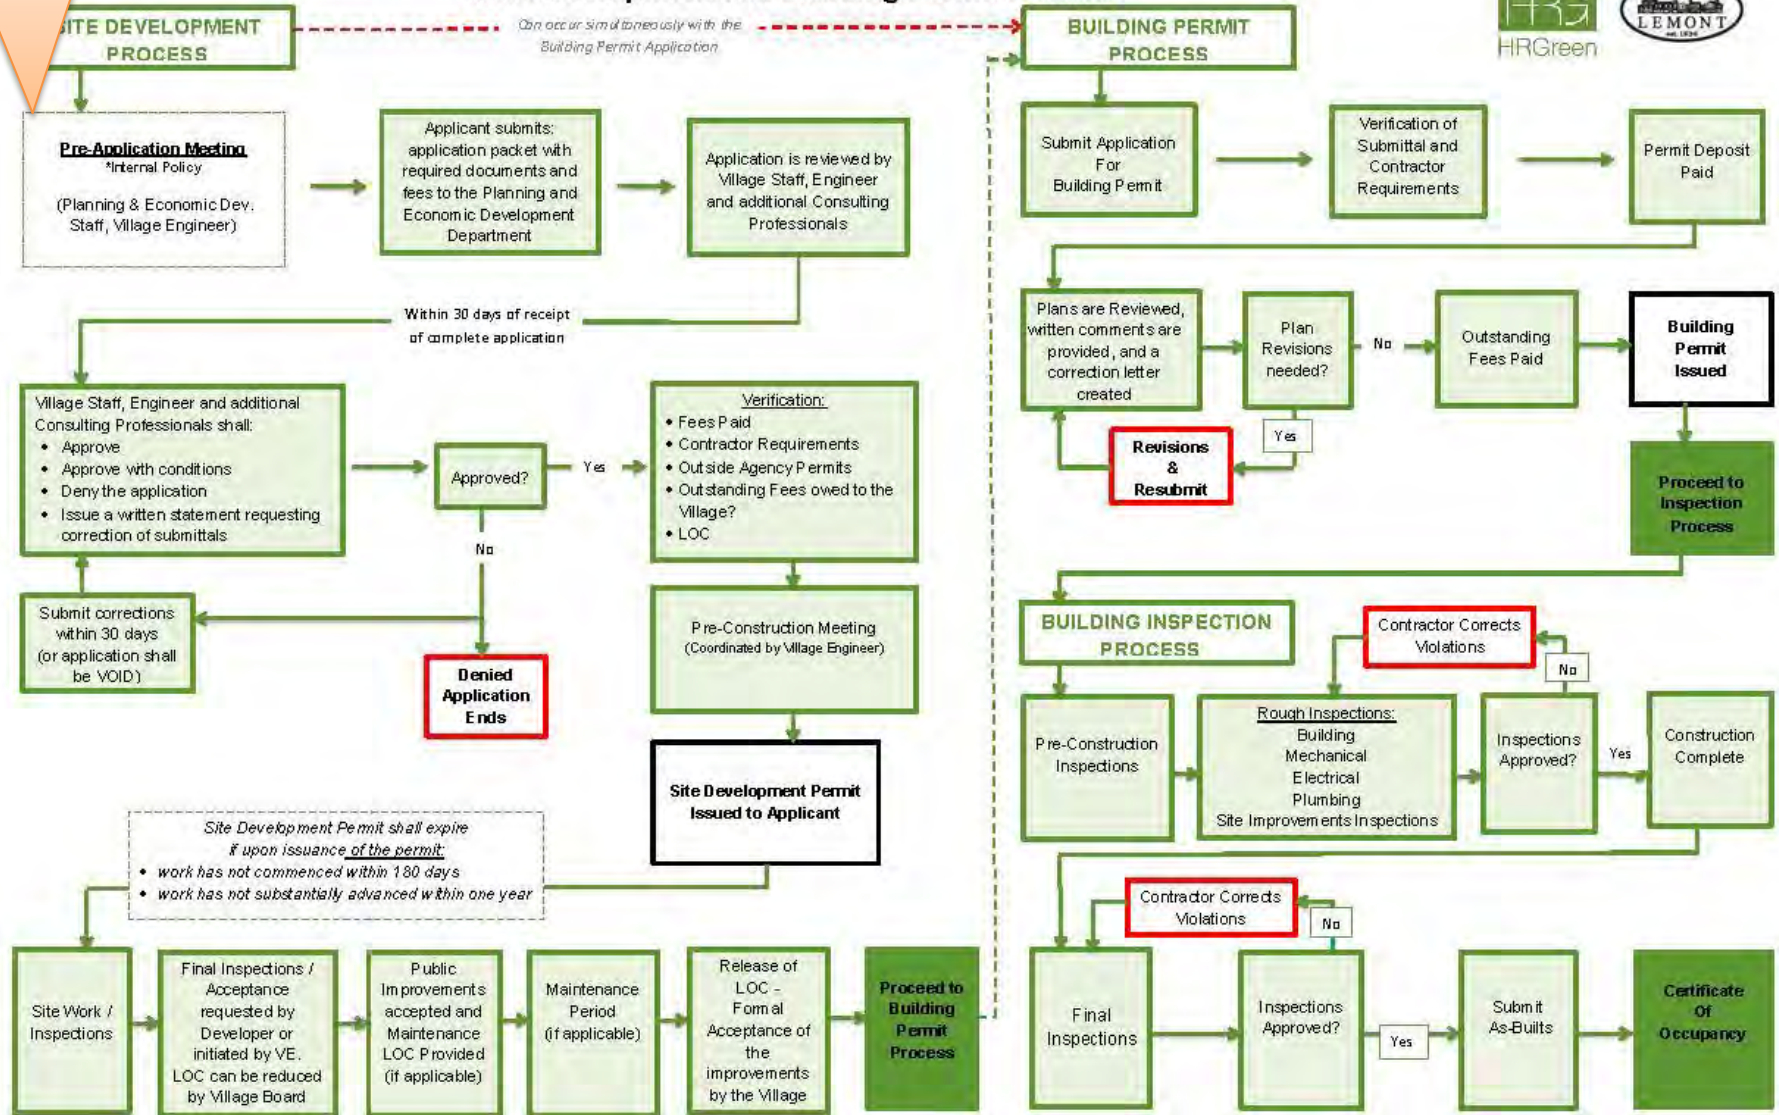 SITE DEVELOPMENT
PROCESS
Can occur simultaneously with the
Building Permit Application
BUILDING PERMIT
PROCESS
HRG
HRGreen
LEMONT
Pre-Application Meeting
*Internal Policy
(Planning & Economic Dev.
Staff, Village Engineer)
Applicant submits:
application packet with
required documents and
fees to the Planning and
Economic Development
Department
Application is reviewed by
Village Staff, Engineer
and additional Consulting
Professionals
Within 30 days of receipt
of complete application
Village Staff, Engineer and additional
Consulting Professionals shall:
• Approve
• Approve with conditions
• Deny the application
• Issue a written statement requesting
correction of submittals
Approved?
Yes
No
Verification:
• Fees Paid
• Contractor Requirements
• Outside Agency Permits
• Outstanding Fees owed to the
Village?
• LOC
Submit corrections
within 30 days
(or application shall
be VOID)
Denied
Application
Ends
Pre-Construction Meeting
(Coordinated by Village Engineer)
Site Development Permit
Issued to Applicant
Site Development Permit shall expire
if upon issuance of the permit:
• work has not commenced within 180 days
• work has not substantially advanced within one year
Site Work /
Inspections
Final Inspections /
Acceptance
requested by
Developer or
initiated by VE.
LOC can be reduced
by Village Board
Public
Improvements
accepted and
Maintenance
LOC Provided
(if applicable)
Maintenance
Period
(if applicable)
Release of
LOC -
Formal
Acceptance of
the
improvements
by the Village
Proceed to
Building
Permit
Process
Submit Application
For
Building Permit
Verification of
Submittal and
Contractor
Requirements
Permit Deposit
Paid
Plans are Reviewed,
written comments are
provided, and a
correction letter
created
Plan
Revisions
needed?
No
Yes
Outstanding
Fees Paid
Building
Permit
Issued
Revisions
&
Resubmit
Proceed to
Inspection
Process
BUILDING INSPECTION
PROCESS
Contractor Corrects
Violations
No
Pre-Construction
Inspections
Rough Inspections:
Building
Mechanical
Electrical
Plumbing
Site Improvements Inspections
Inspections
Approved?
Yes
Construction
Complete
Contractor Corrects
Violations
No
Final
Inspections
Inspections
Approved?
Yes
Submit
As-Builts
Certificate
Of
Occupancy